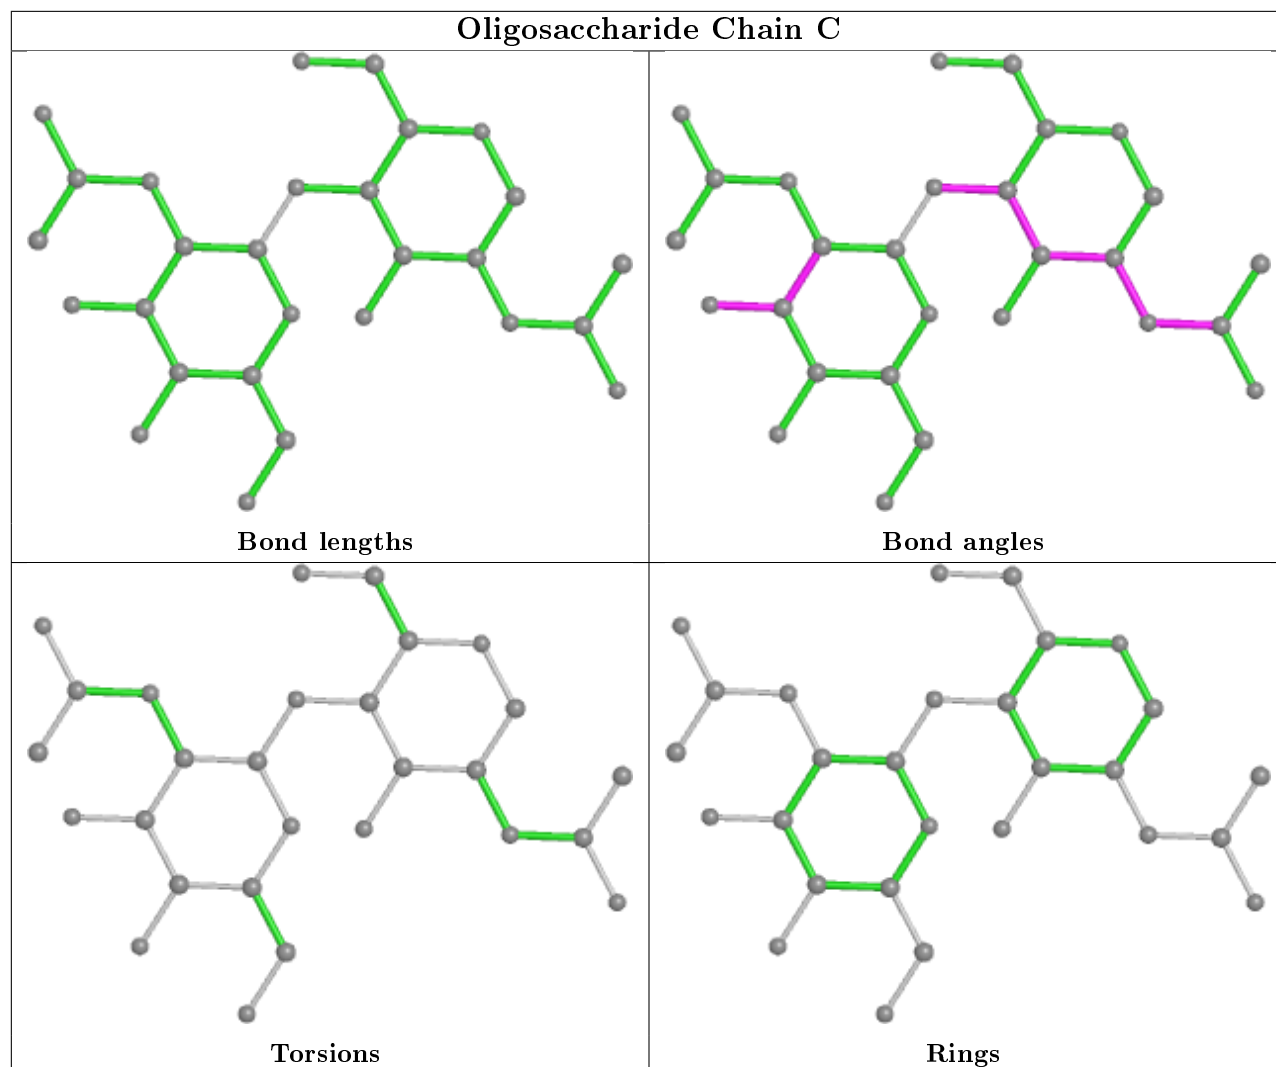 Oligosaccharide Chain C
Bond lengths
Bond angles
Torsions
Rings